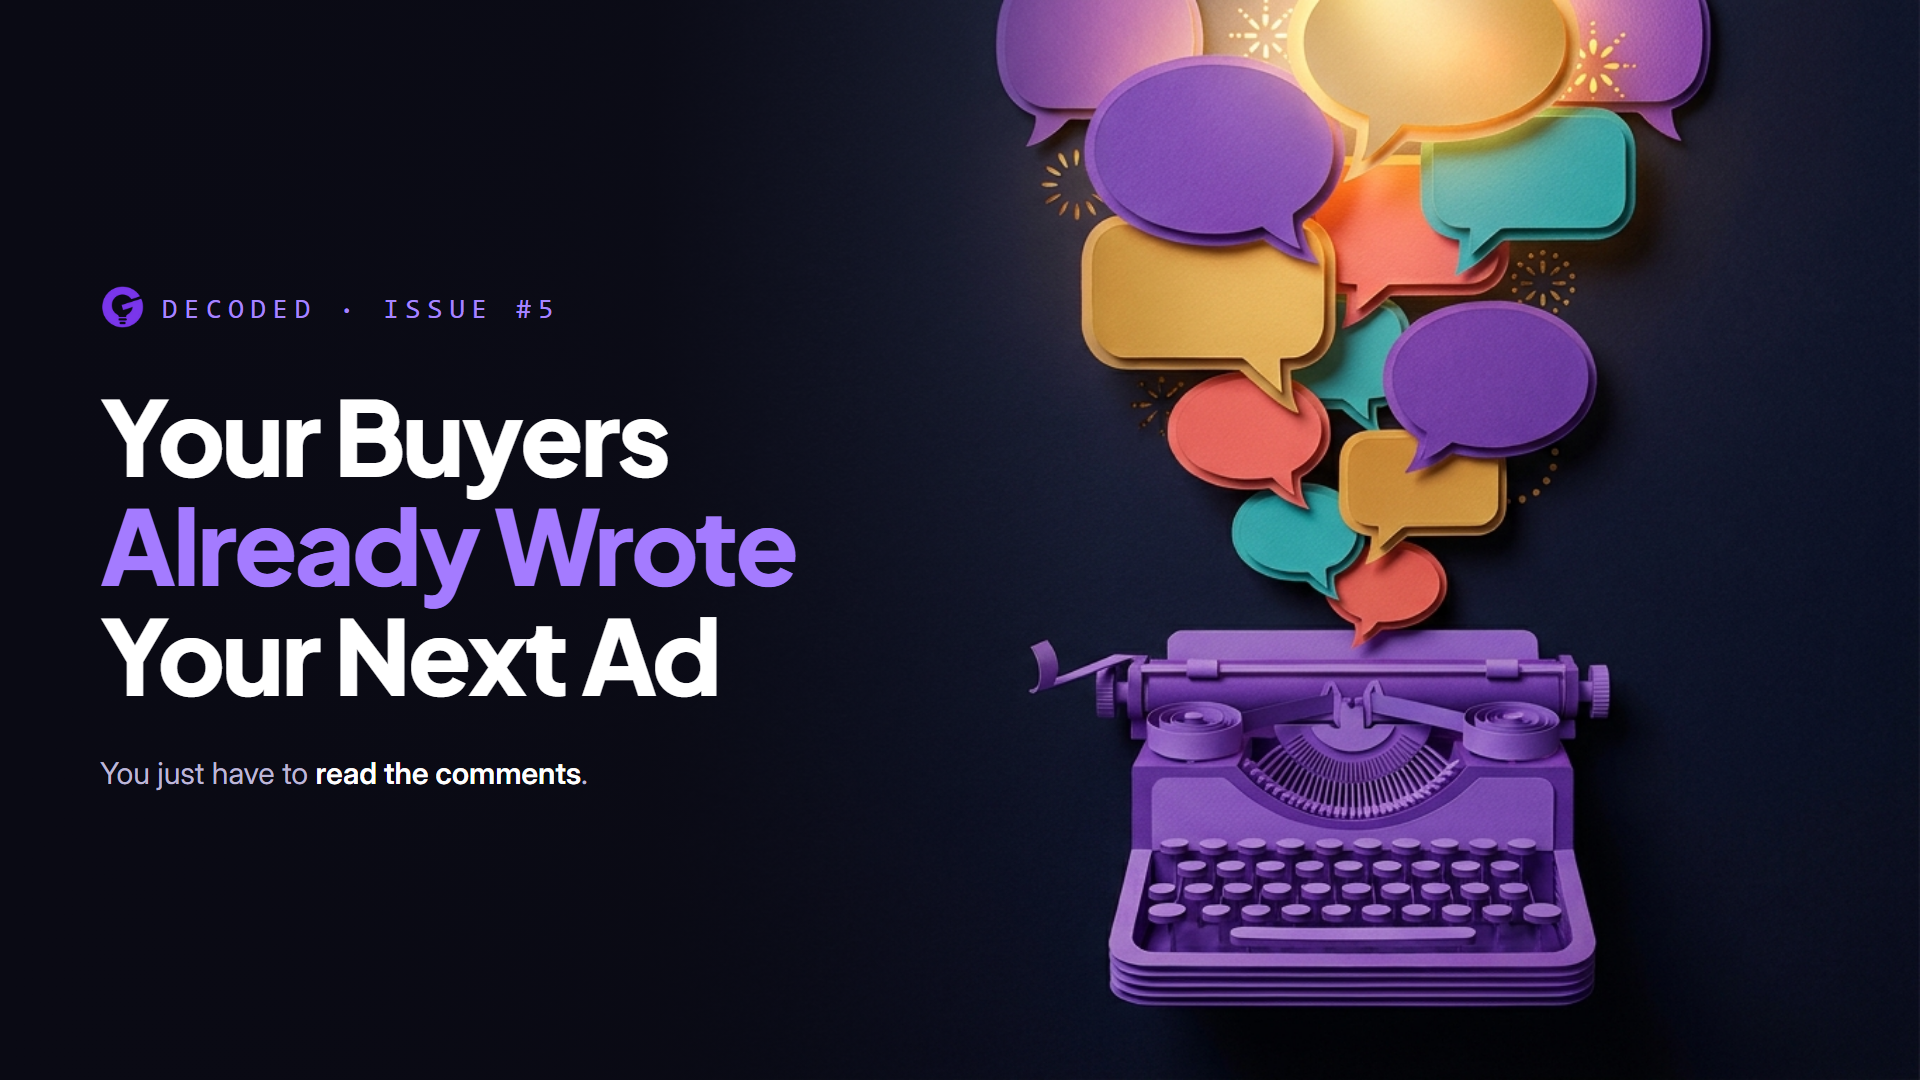 DECODED · ISSUE #5
Your Buyers
Already Wrote
Your Next Ad
You just have to read the comments.